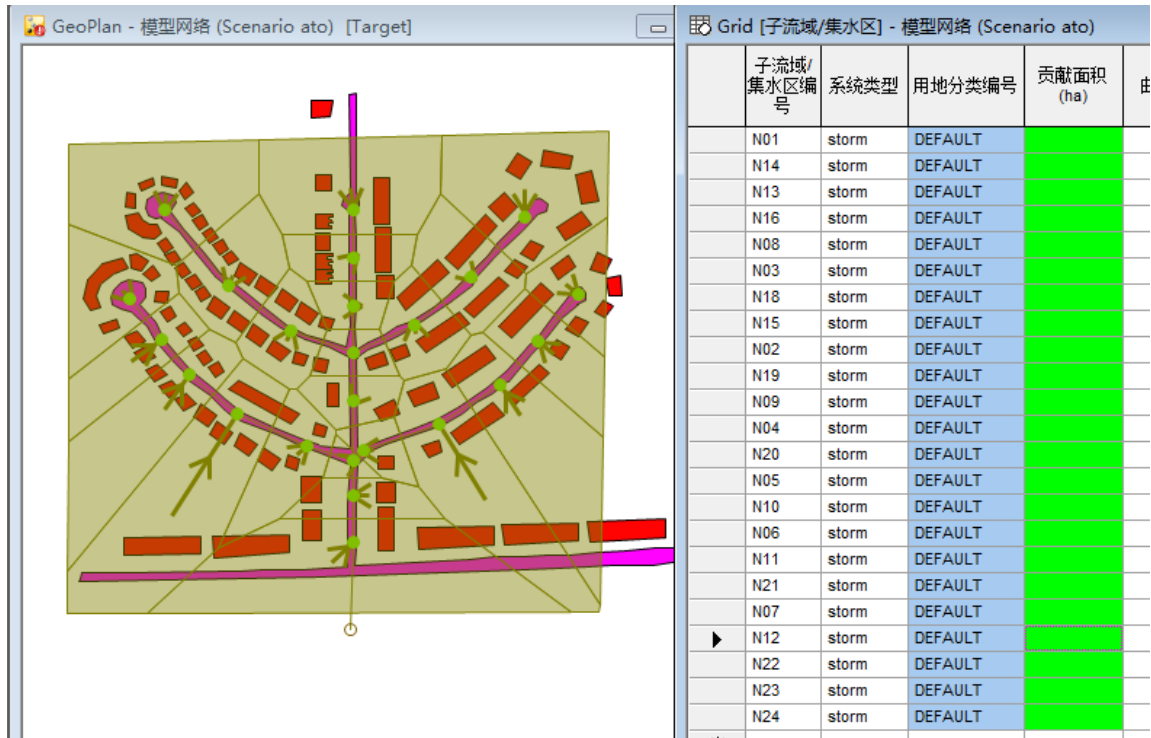 GeoPlan - 模型网络 (Scenario ato) [Target]
Grid [子流域/集水区] - 模型网络 (Scenario ato)
子流域/
集水区编
号
系统类型
用地分类编号
贡献面积
(ha)
由
N01 storm DEFAULT
N14 storm DEFAULT
N13 storm DEFAULT
N16 storm DEFAULT
N08 storm DEFAULT
N03 storm DEFAULT
N18 storm DEFAULT
N15 storm DEFAULT
N02 storm DEFAULT
N19 storm DEFAULT
N09 storm DEFAULT
N04 storm DEFAULT
N20 storm DEFAULT
N05 storm DEFAULT
N10 storm DEFAULT
N06 storm DEFAULT
N11 storm DEFAULT
N21 storm DEFAULT
N07 storm DEFAULT
N12 storm DEFAULT
N22 storm DEFAULT
N23 storm DEFAULT
N24 storm DEFAULT